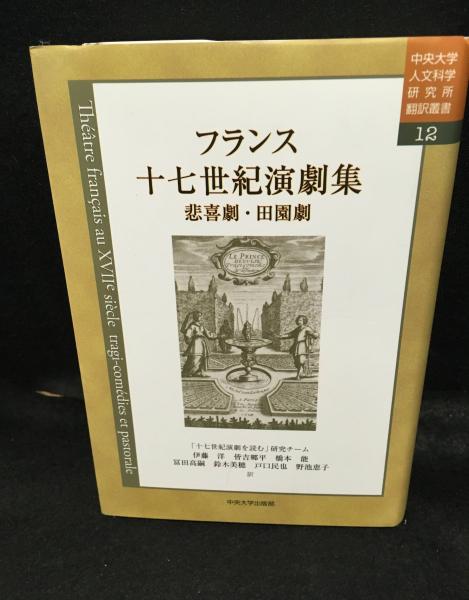 中央大学
人文科学
研究所
翻訳叢書
12
フランス
十七世紀演劇集
悲喜劇・田園劇
Théâtre français au XVIIe siècle tragi-comédies et pastorale
LE PRINCE
「十七世紀演劇を読む」研究チーム
伊藤 洋 皆吉郷平 橋本 能
冨田高嗣 鈴木美穂 戸口民也 野池恵子
訳
中央大学出版部